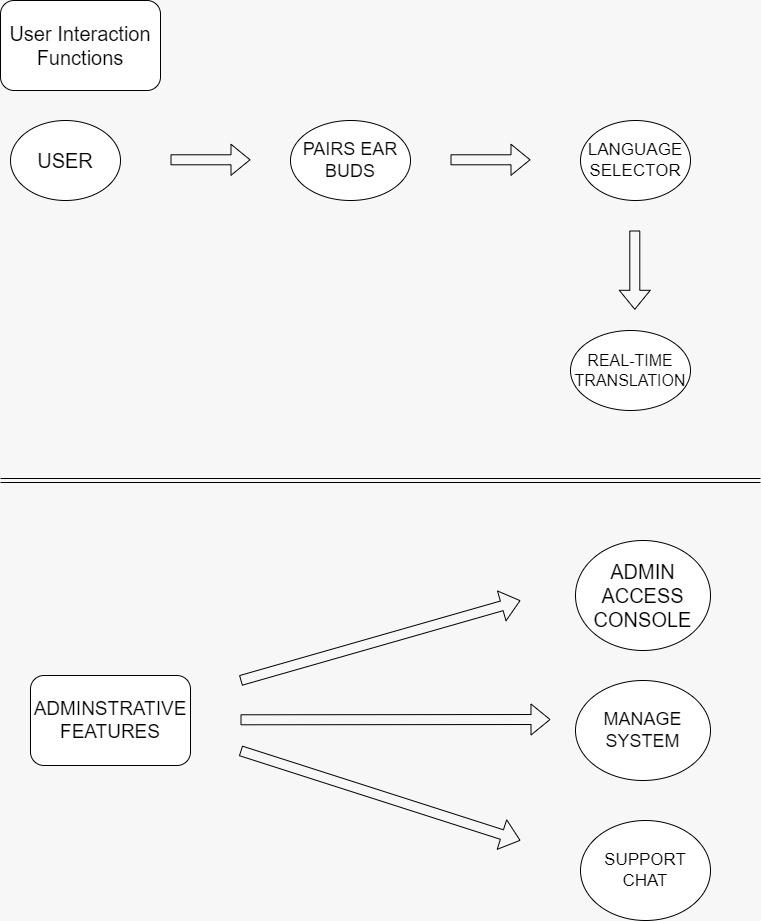 User Interaction
Functions
USER
PAIRS EAR
BUDS
LANGUAGE
SELECTOR
REAL-TIME
TRANSLATION
ADMIN
ACCESS
CONSOLE
ADMINSTRATIVE
FEATURES
MANAGE
SYSTEM
SUPPORT
CHAT